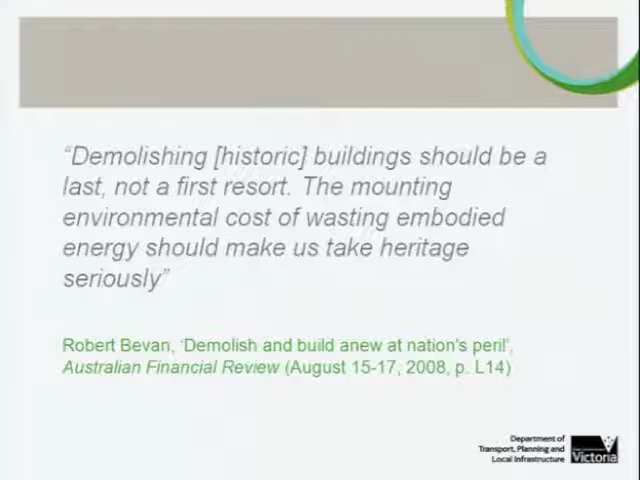 “Demolishing [historic] buildings should be a
last, not a first resort. The mounting
environmental cost of wasting embodied
energy should make us take heritage
seriously”
Robert Bevan, ‘Demolish and build anew at nation's peril’,
Australian Financial Review (August 15-17, 2008, p. L14)
Department of
Transport, Planning and
Local Infrastructure
Victoria